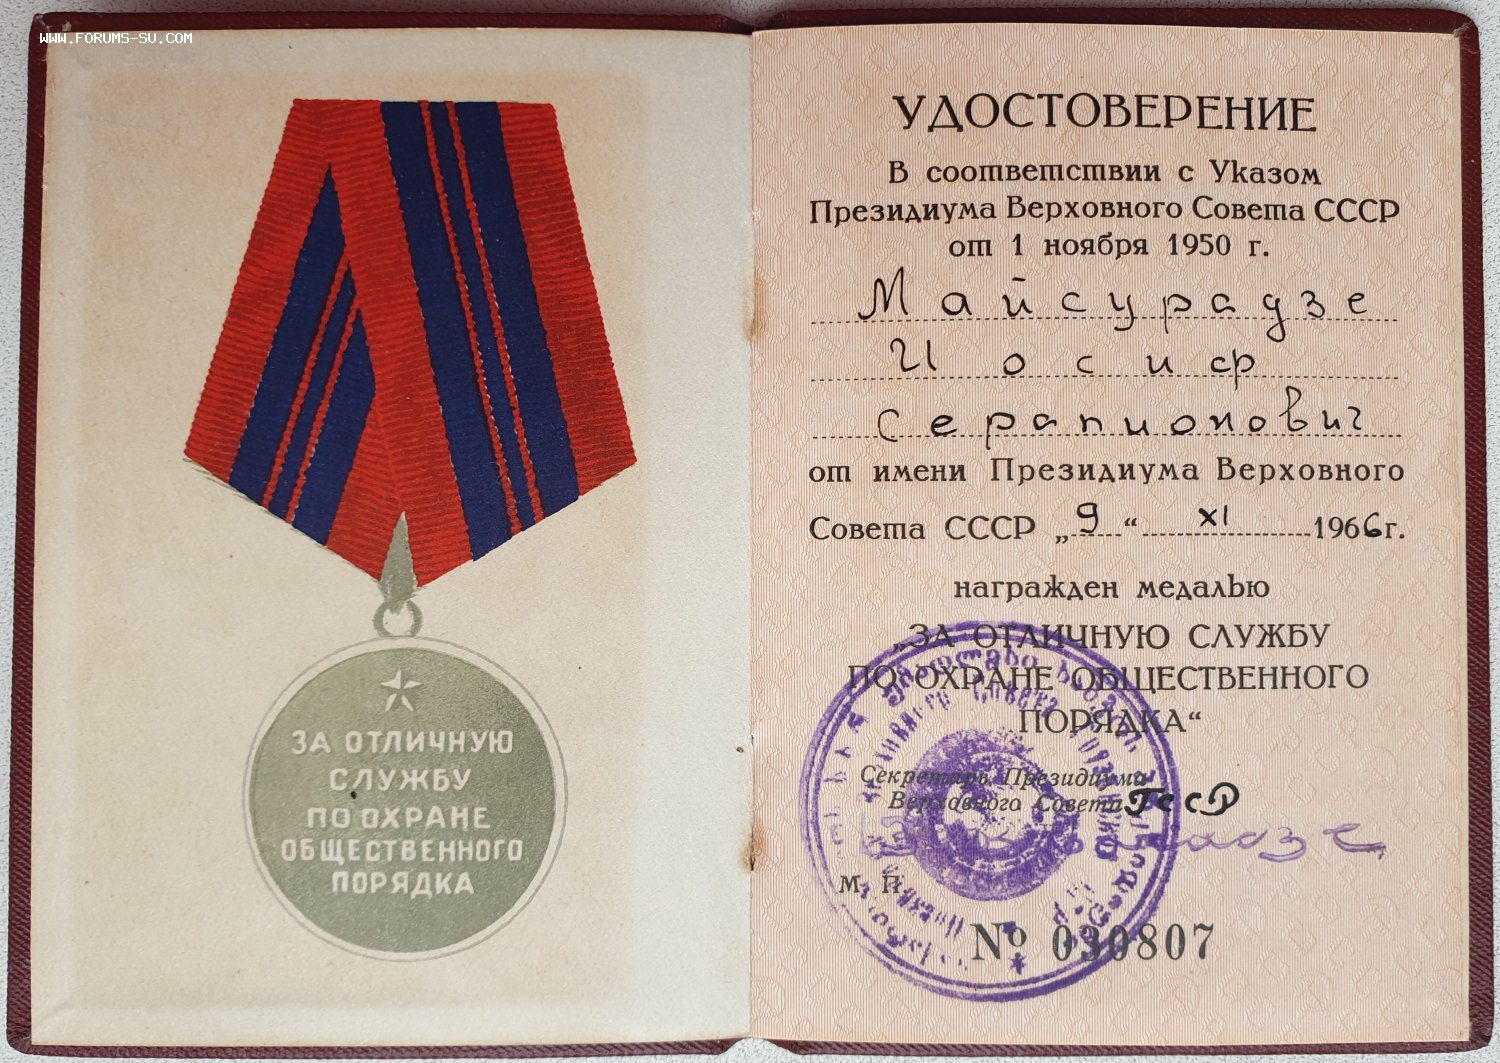 www.forums-su.com
ЗА ОТЛИЧНУЮ
СЛУЖБУ
ПО ОХРАНЕ
ОБЩЕСТВЕННОГО
ПОРЯДКА
УДОСТОВЕРЕНИЕ
В соответствии с Указом
Президиума Верховного Совета СССР
от 1 ноября 1950 г.
Майсурадзе
Иосиф
Серапионович
от имени Президиума Верховного
Совета СССР „9“ XI 1966г.
награжден медалью
„ЗА ОТЛИЧНУЮ СЛУЖБУ
ПО ОХРАНЕ ОБЩЕСТВЕННОГО
ПОРЯДКА“
Секретарь Президиума
Верховного Совета ГССР
М. П.
№ 030807